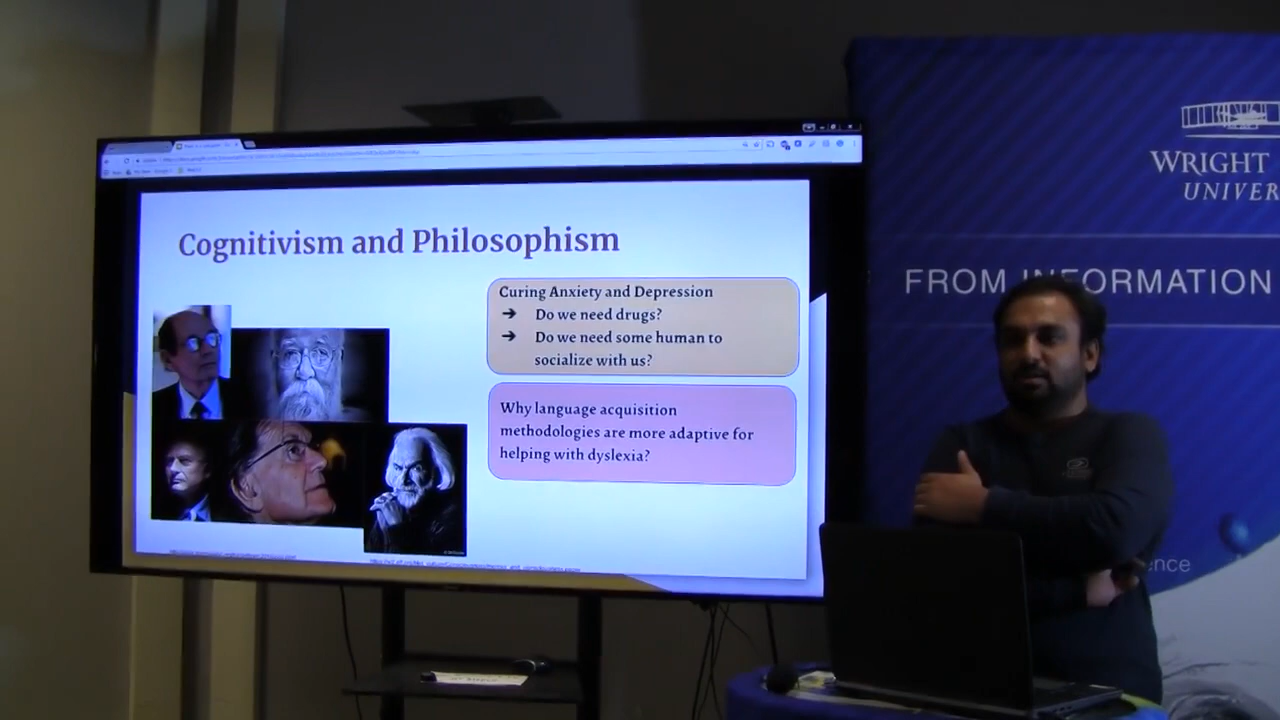 Cognitivism and Philosophism
Curing Anxiety and Depression
➔ Do we need drugs?
➔ Do we need some human to
socialize with us?
Why language acquisition
methodologies are more adaptive for
helping with dyslexia?
WRIGHT
UNIVER
FROM INFORMATION
ence